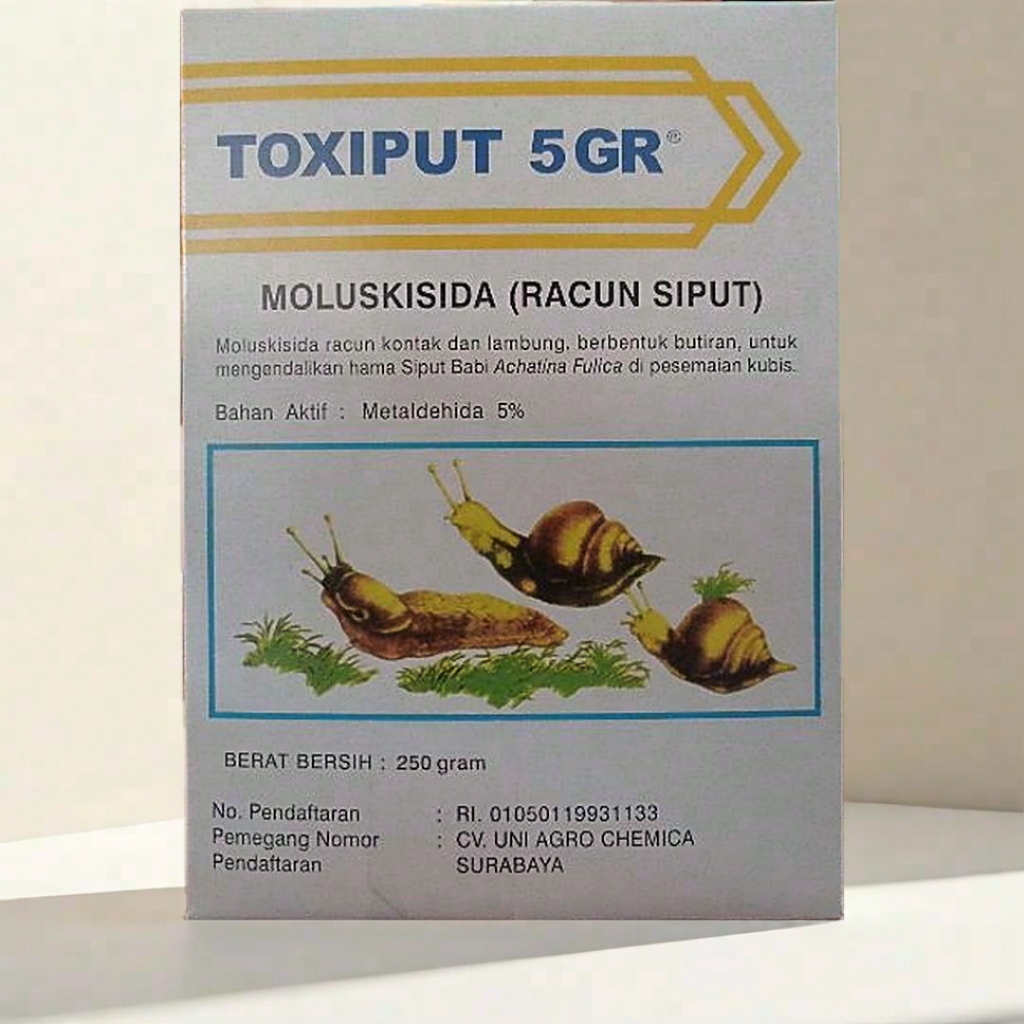 TOXIPUT 5GR®
MOLUSKISIDA (RACUN SIPUT)
Moluskisida racun kontak dan lambung, berbentuk butiran, untuk
mengendalikan hama Siput Babi Achatina Fulica di pesemaian kubis.
Bahan Aktif : Metaldehida 5%
BERAT BERSIH : 250 gram
No. Pendaftaran : RI. 01050119931133
Pemegang Nomor : CV. UNI AGRO CHEMICA
Pendaftaran SURABAYA